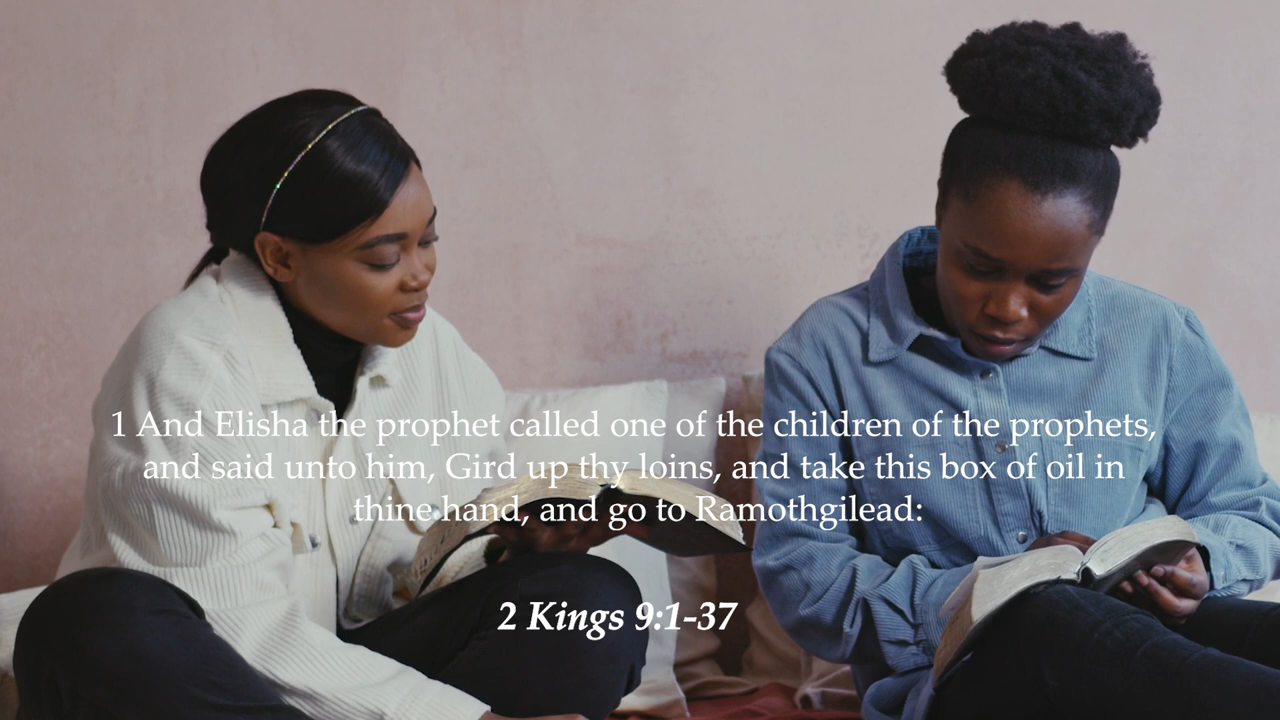 1 And Elisha the prophet called one of the children of the prophets,
and said unto him, Gird up thy loins, and take this box of oil in
thine hand, and go to Ramothgilead:
2 Kings 9:1-37